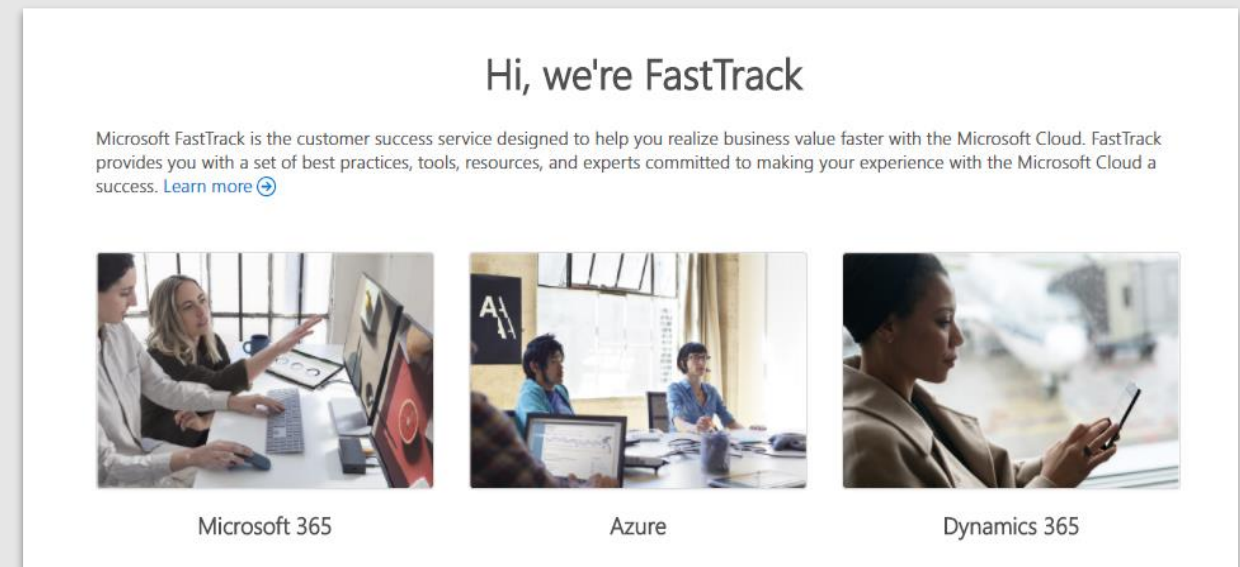 Hi, we're FastTrack
Microsoft FastTrack is the customer success service designed to help you realize business value faster with the Microsoft Cloud. FastTrack
provides you with a set of best practices, tools, resources, and experts committed to making your experience with the Microsoft Cloud a
success. Learn more
Microsoft 365
Azure
Dynamics 365